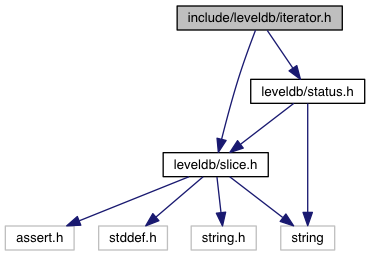 include/leveldb/iterator.h
leveldb/status.h
leveldb/slice.h
assert.h
stddef.h
string.h
string